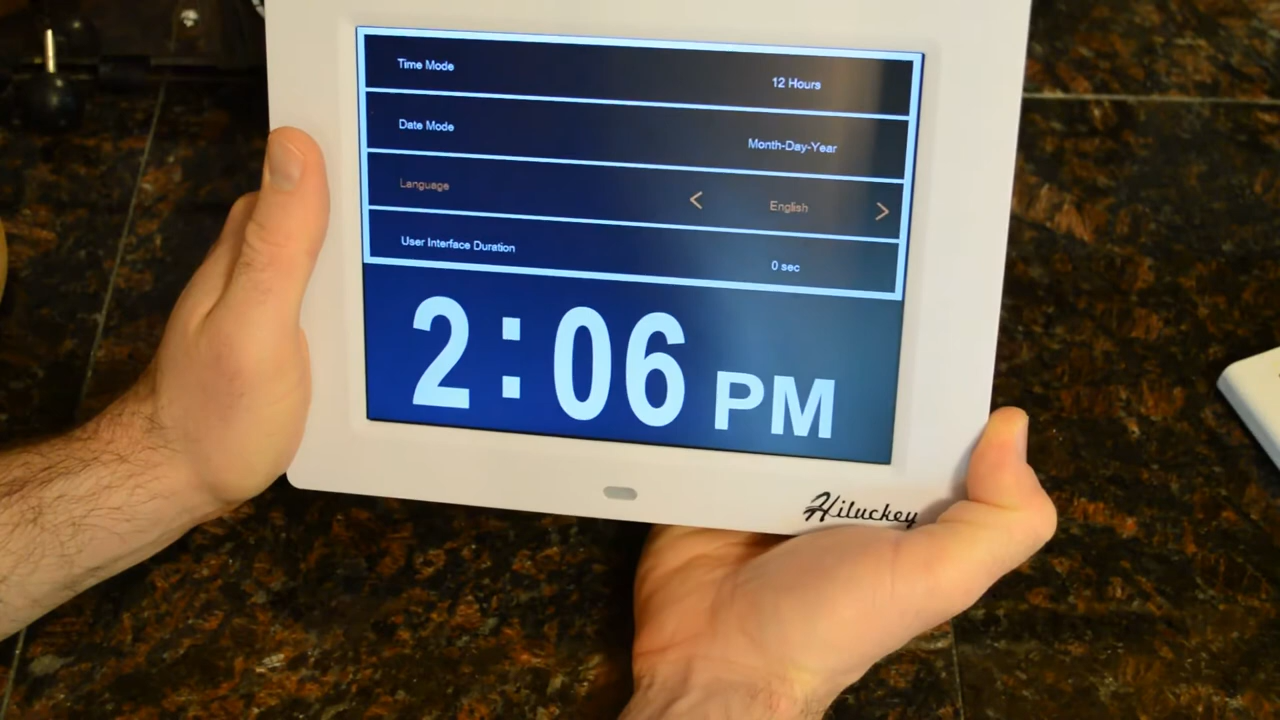 Time Mode 12 Hours
Date Mode Month-Day-Year
Language < English >
User Interface Duration 0 sec
2:06 PM
Hiluckey